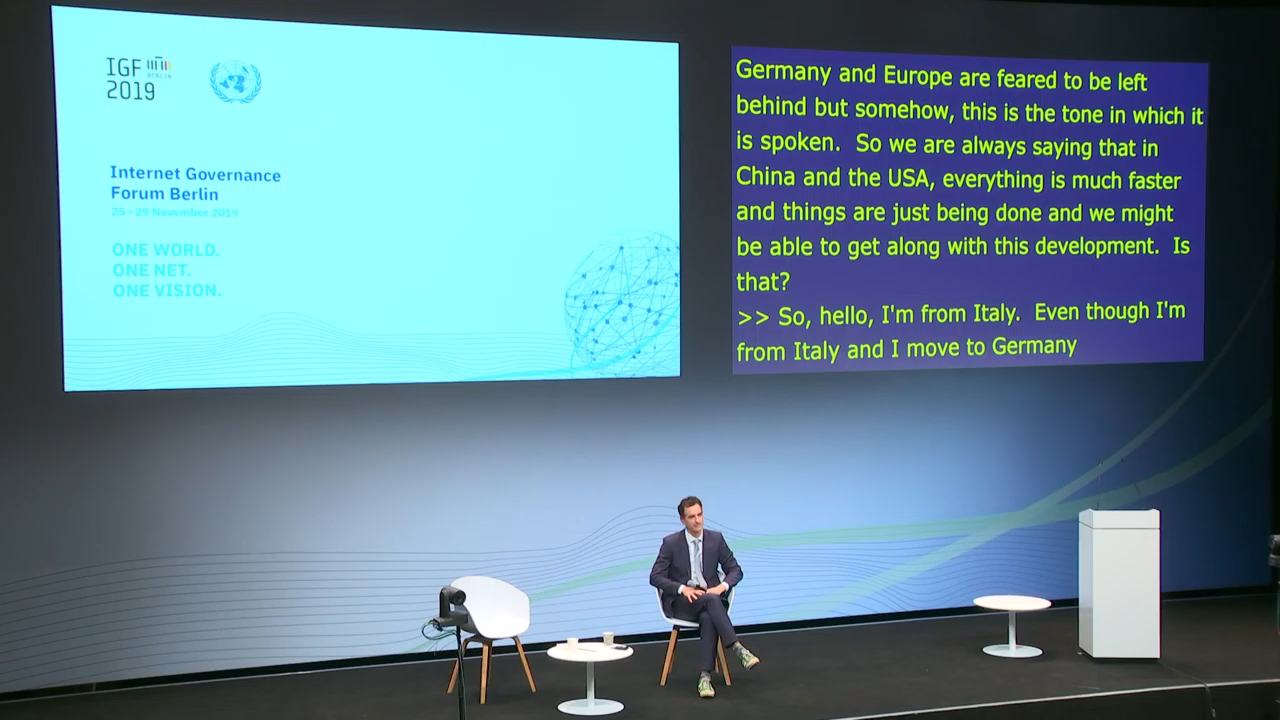 IGF
BERLIN
2019
Internet Governance
Forum Berlin
25 – 29 November 2019
ONE WORLD.
ONE NET.
ONE VISION.
Germany and Europe are feared to be left
behind but somehow, this is the tone in which it
is spoken.  So we are always saying that in
China and the USA, everything is much faster
and things are just being done and we might
be able to get along with this development.  Is
that?
>> So, hello, I'm from Italy.  Even though I'm
from Italy and I move to Germany